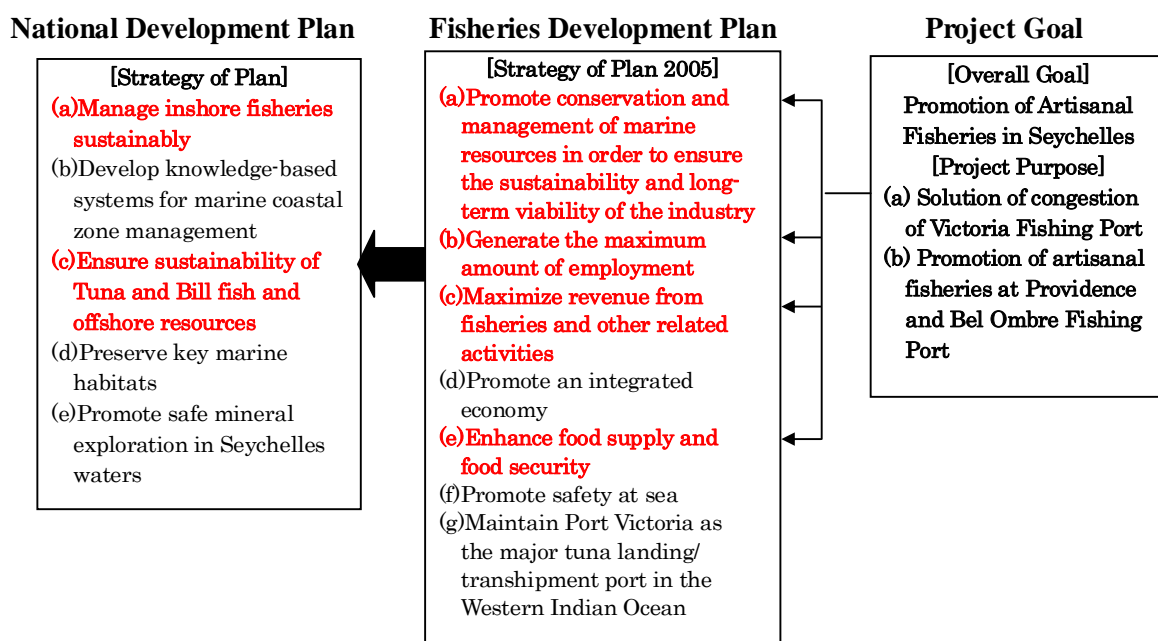 National Development Plan
[Strategy of Plan]
(a)Manage inshore fisheries
sustainably
(b)Develop knowledge-based
systems for marine coastal
zone management
(c)Ensure sustainability of
Tuna and Bill fish and
offshore resources
(d)Preserve key marine
habitats
(e)Promote safe mineral
exploration in Seychelles
waters
Fisheries Development Plan
[Strategy of Plan 2005]
(a)Promote conservation and
management of marine
resources in order to ensure
the sustainability and long-
term viability of the industry
(b)Generate the maximum
amount of employment
(c)Maximize revenue from
fisheries and other related
activities
(d)Promote an integrated
economy
(e)Enhance food supply and
food security
(f)Promote safety at sea
(g)Maintain Port Victoria as
the major tuna landing/
transhipment port in the
Western Indian Ocean
Project Goal
[Overall Goal]
Promotion of Artisanal
Fisheries in Seychelles
[Project Purpose]
(a) Solution of congestion
of Victoria Fishing Port
(b) Promotion of artisanal
fisheries at Providence
and Bel Ombre Fishing
Port